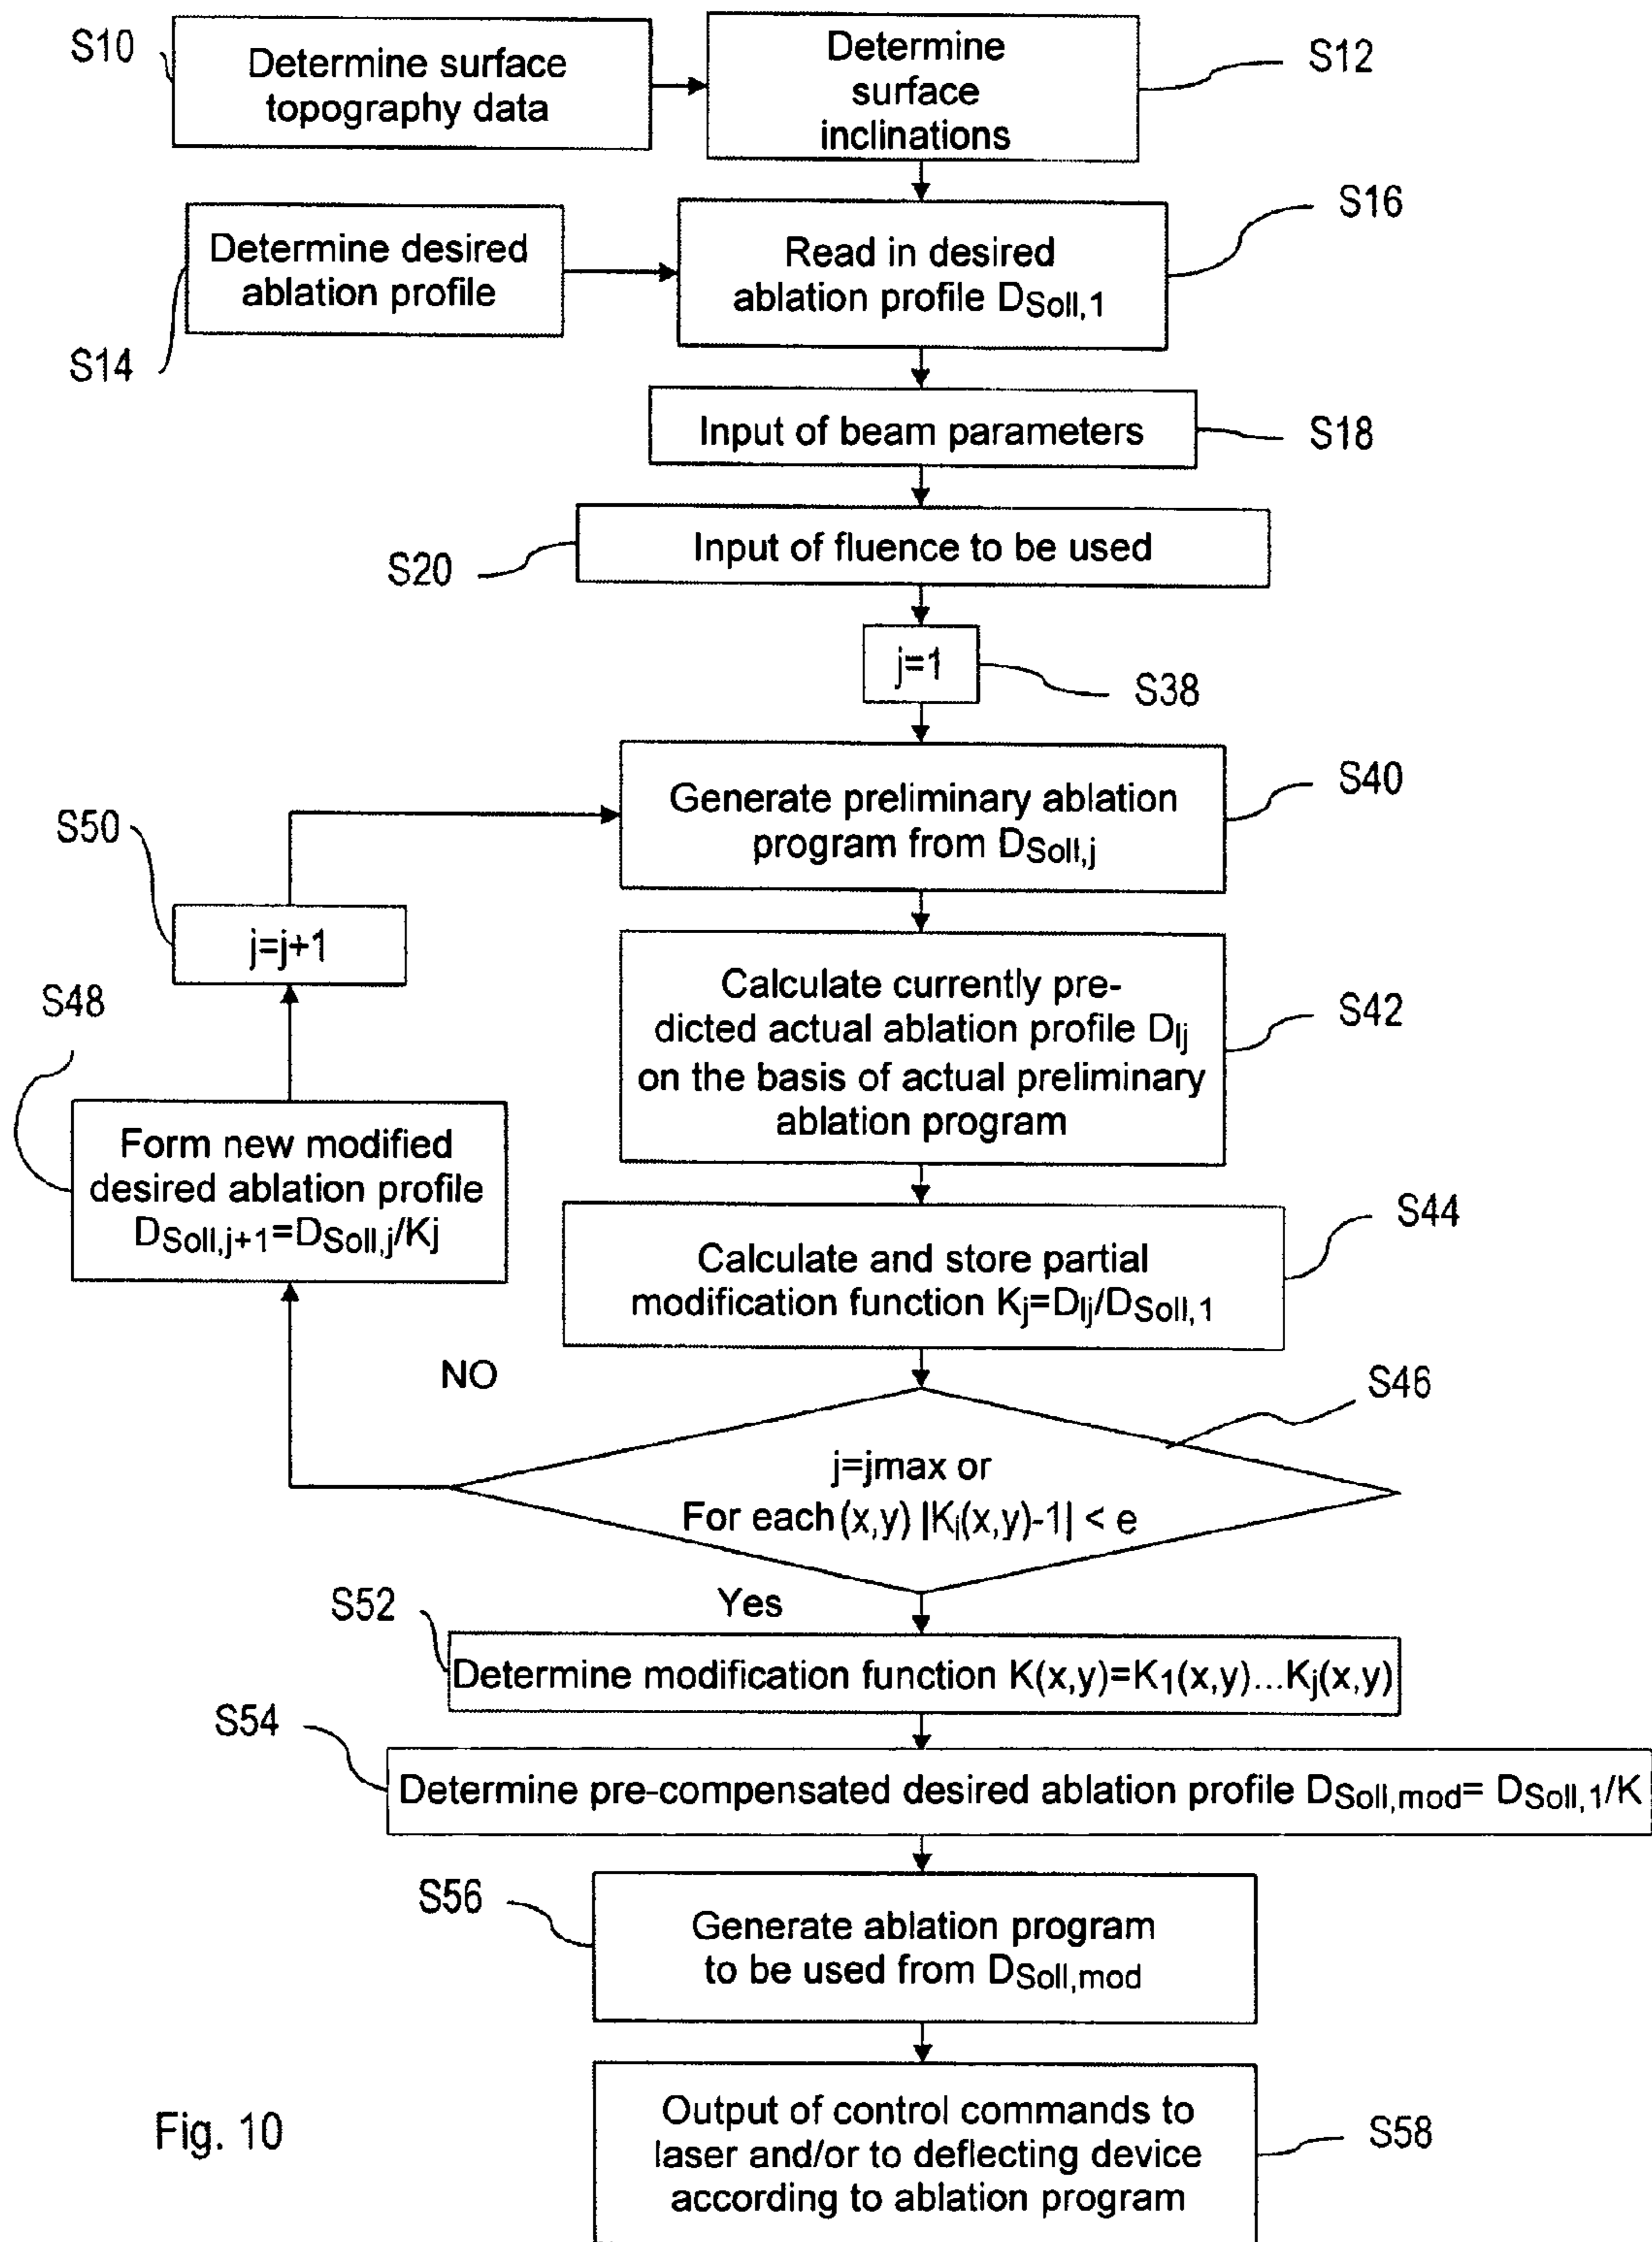 S10
Determine surface
topography data
Determine
surface
inclinations
S12
S14
Determine desired
ablation profile
Read in desired
ablation profile DSoll,1
S16
Input of beam parameters
S18
S20
Input of fluence to be used
j=1
S38
Generate preliminary ablation
program from DSoll,j
S40
S50
j=j+1
Calculate currently pre-
dicted actual ablation profile DIj
on the basis of actual preliminary
ablation program
S42
S48
Form new modified
desired ablation profile
DSoll,j+1=DSoll,j/Kj
Calculate and store partial
modification function Kj=DIj/DSoll,1
S44
NO
j=jmax or
For each (x,y) |Kj(x,y)-1| < e
S46
Yes
S52
Determine modification function K(x,y)=K1(x,y)...Kj(x,y)
S54
Determine pre-compensated desired ablation profile DSoll,mod= DSoll,1/K
S56
Generate ablation program
to be used from DSoll,mod
Output of control commands to
laser and/or to deflecting device
according to ablation program
S58
Fig. 10